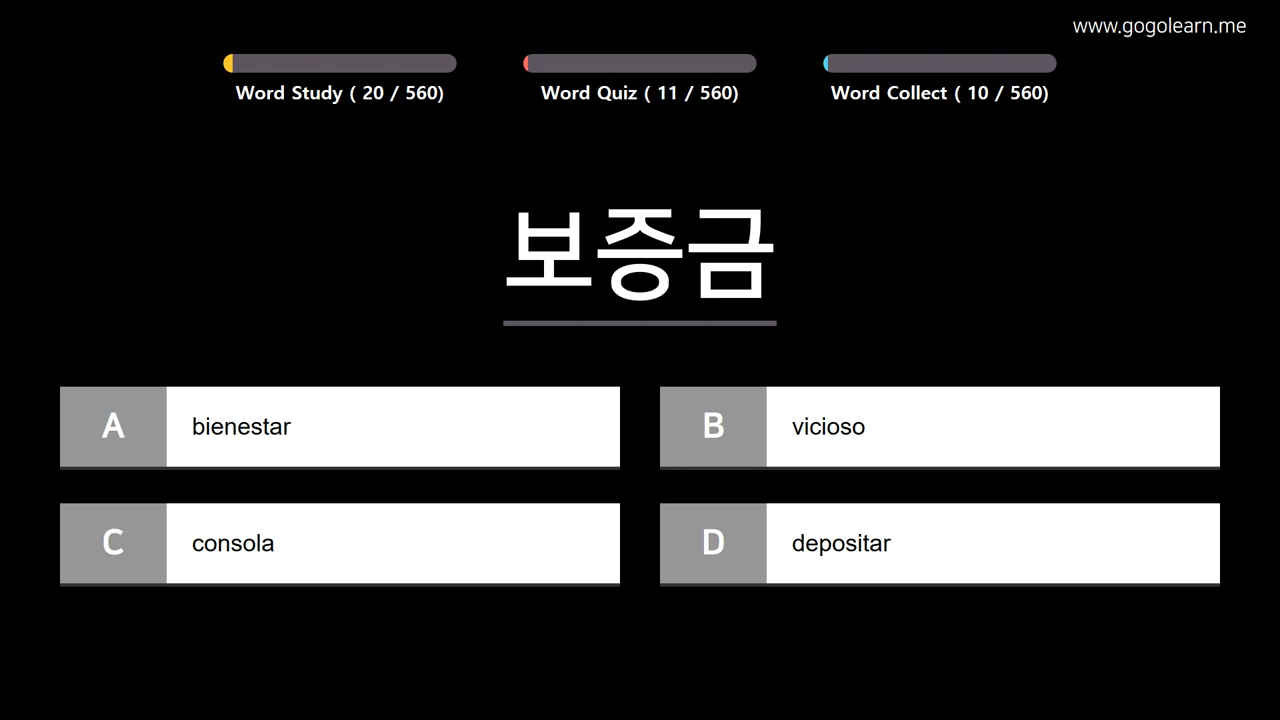 www.gogolearn.me
Word Study ( 20 / 560)
Word Quiz ( 11 / 560)
Word Collect ( 10 / 560)
보증금
A bienestar
B vicioso
C consola
D depositar